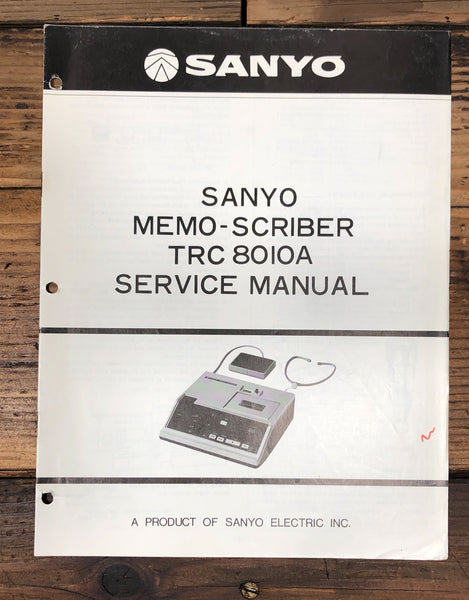 SANYO
SANYO
MEMO-SCRIBER
TRC 8010A
SERVICE MANUAL
A PRODUCT OF SANYO ELECTRIC INC.